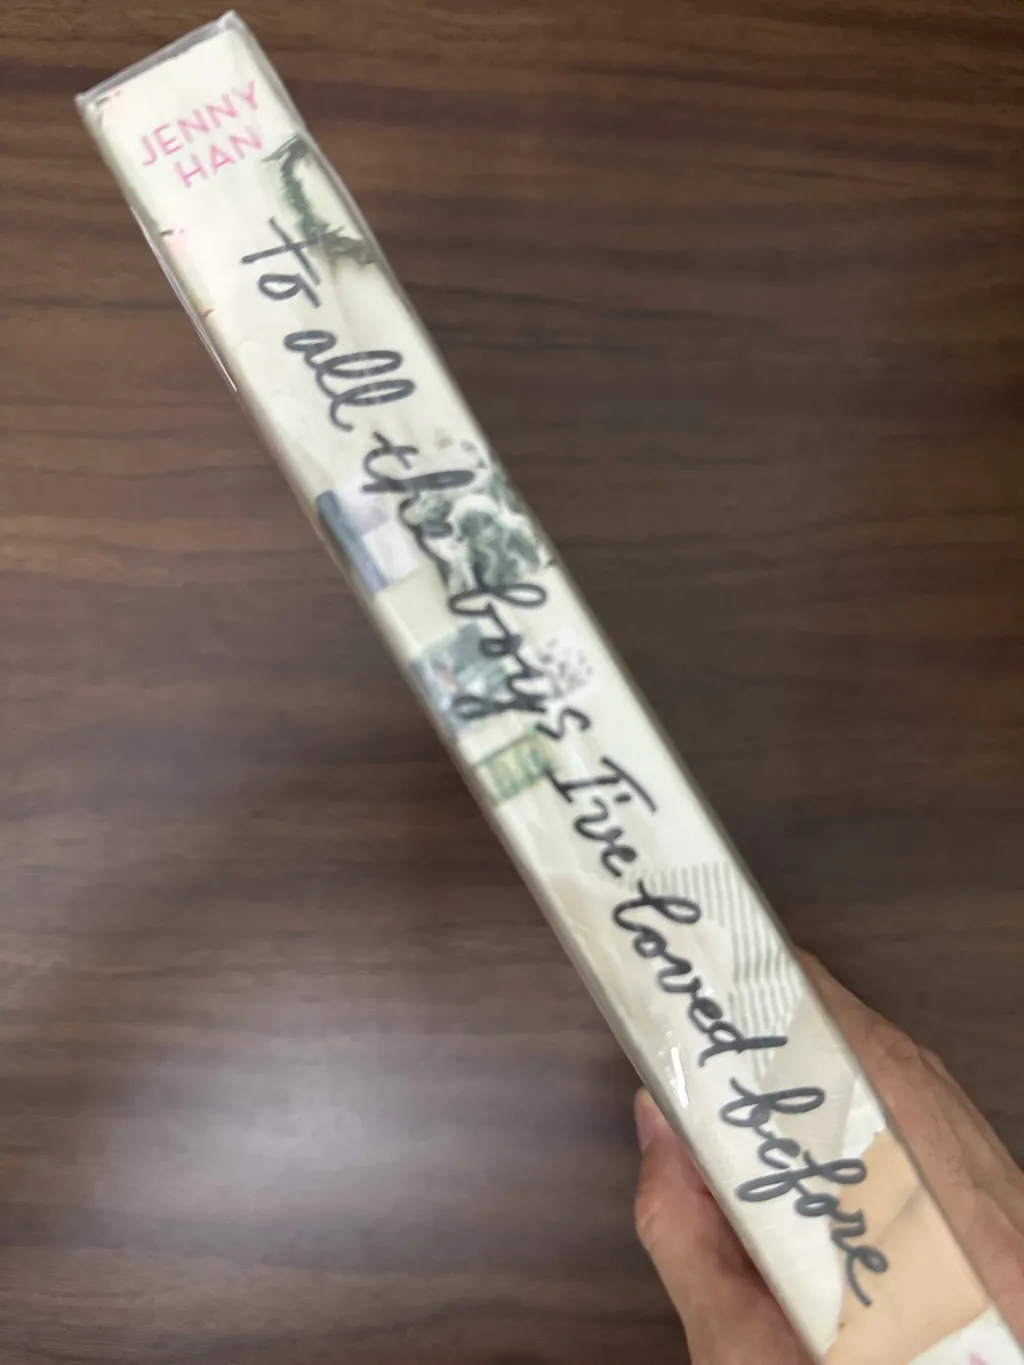 JENNY
HAN
to all the boys I've loved before